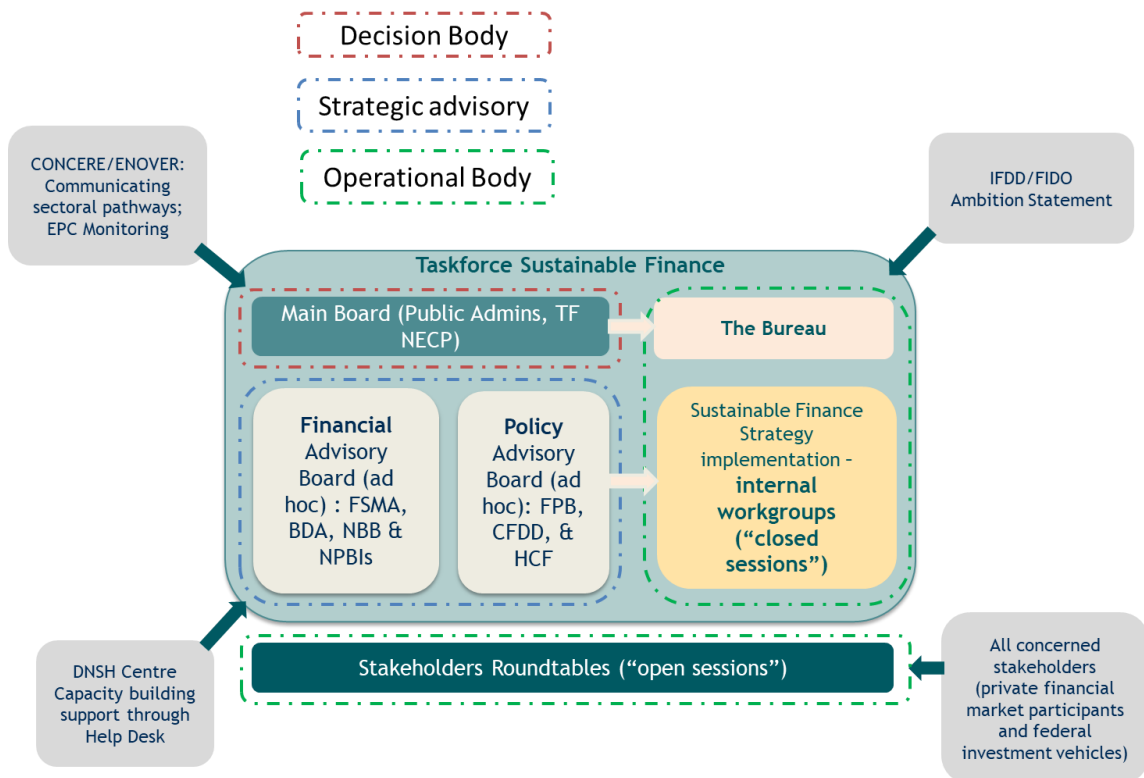 Decision Body
Strategic advisory
Operational Body
CONCERE/ENOVER:
Communicating
sectoral pathways;
EPC Monitoring
IFDD/FIDO
Ambition Statement
Taskforce Sustainable Finance
Main Board (Public Admins, TF
NECP)
The Bureau
Financial
Advisory
Board (ad
hoc) : FSMA,
BDA, NBB &
NPBIs
Policy
Advisory
Board (ad
hoc): FPB,
CFDD, &
HCF
Sustainable Finance
Strategy
implementation –
internal
workgroups
(“closed
sessions”)
DNSH Centre
Capacity building
support through
Help Desk
Stakeholders Roundtables (“open sessions”)
All concerned
stakeholders
(private financial
market participants
and federal
investment vehicles)